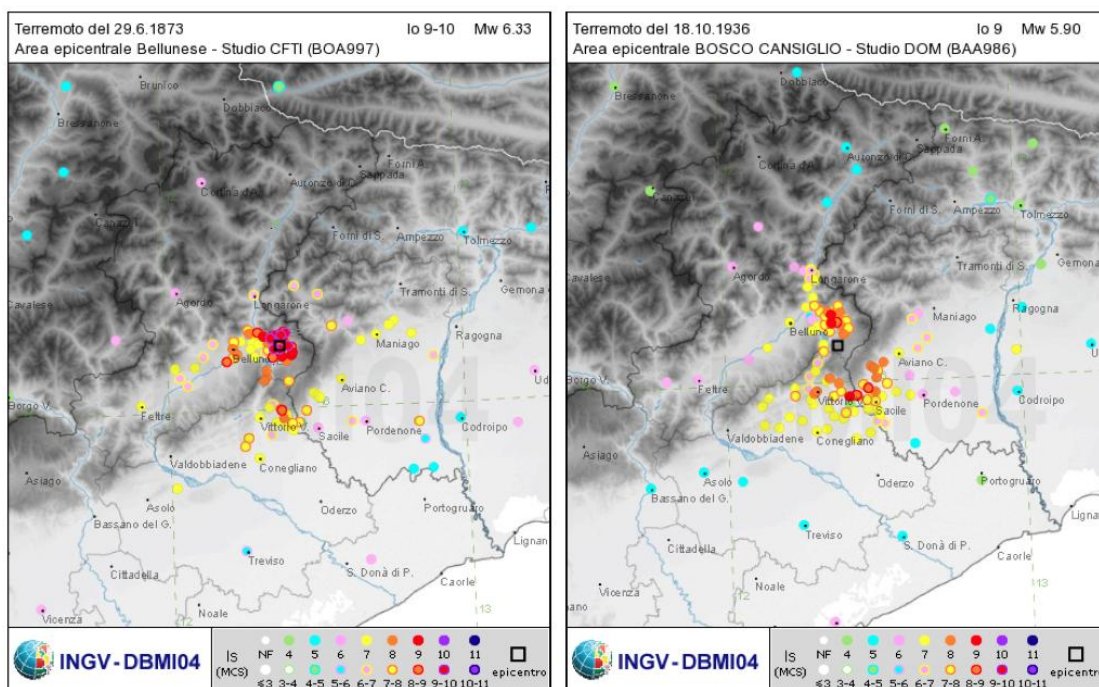 Terremoto del 29.6.1873 Io 9-10 Mw 6.33
Area epicentrale Bellunese - Studio CFTI (BOA997)
Brunico
Dobbiaco
Bressanone
Forni A.
Sappada
Auronzo di C.
Cortina d'A.
Forni di S.
Ampezzo
Tolmezzo
Cavalese
Agordo
Longarone
Tramonti di S.
Gemona
Ragogna
Maniago
Belluno
Aviano C.
Borgo V.
Feltre
Vittorio V.
Sacile
Pordenone
Codroipo
Valdobbiadene
Conegliano
Asiago
Asolo
Oderzo
Portogruaro
Bassano del G.
Lignan
Treviso
Cittadella
S. Donà di P.
Caorle
Noale
Vicenza
12
13
INGV - DBMI04
Is NF 4 5 6 7 8 9 10 11
(MCS) ≤3 3-4 4-5 5-6 6-7 7-8 8-9 9-10 10-11 epicentro
Terremoto del 18.10.1936 Io 9 Mw 5.90
Area epicentrale BOSCO CANSIGLIO - Studio DOM (BAA986)
Brunico
Dobbiaco
Bressanone
Forni A.
Sappada
Auronzo di C.
Cortina d'A.
Forni di S.
Ampezzo
Tolmezzo
Cavalese
Agordo
Longarone
Tramonti di S.
Gemona
Ragogna
Maniago
Belluno
Aviano C.
Borgo V.
Feltre
Vittorio V.
Sacile
Pordenone
Codroipo
Valdobbiadene
Conegliano
Asiago
Asolo
Oderzo
Portogruaro
Bassano del G.
Lignan
Treviso
Cittadella
S. Donà di P.
Caorle
Noale
Vicenza
12
13
INGV - DBMI04
Is NF 4 5 6 7 8 9 10 11
(MCS) ≤3 3-4 4-5 5-6 6-7 7-8 8-9 9-10 10-11 epicentro